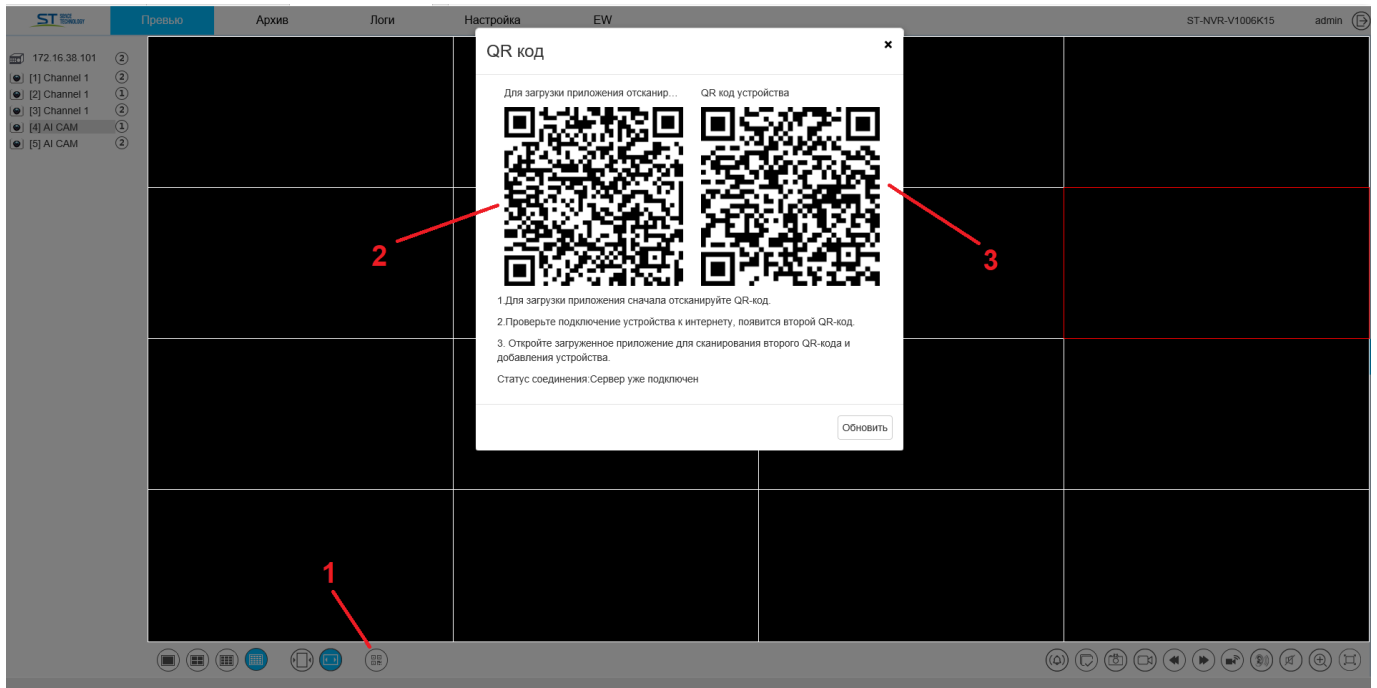 ST SPACE TECHNOLOGY
Превью
Архив
Логи
Настройка
EW
ST-NVR-V1006K15
admin
172.16.38.101 2
[1] Channel 1 2
[2] Channel 1 1
[3] Channel 1 2
[4] AI CAM 1
[5] AI CAM 2
QR код
×
Для загрузки приложения отсканир...
QR код устройства
2
3
1.Для загрузки приложения сначала отсканируйте QR-код.
2.Проверьте подключение устройства к интернету, появится второй QR-код.
3. Откройте загруженное приложение для сканирования второго QR-кода и
добавления устройства.
Статус соединения:Сервер уже подключен
Обновить
1